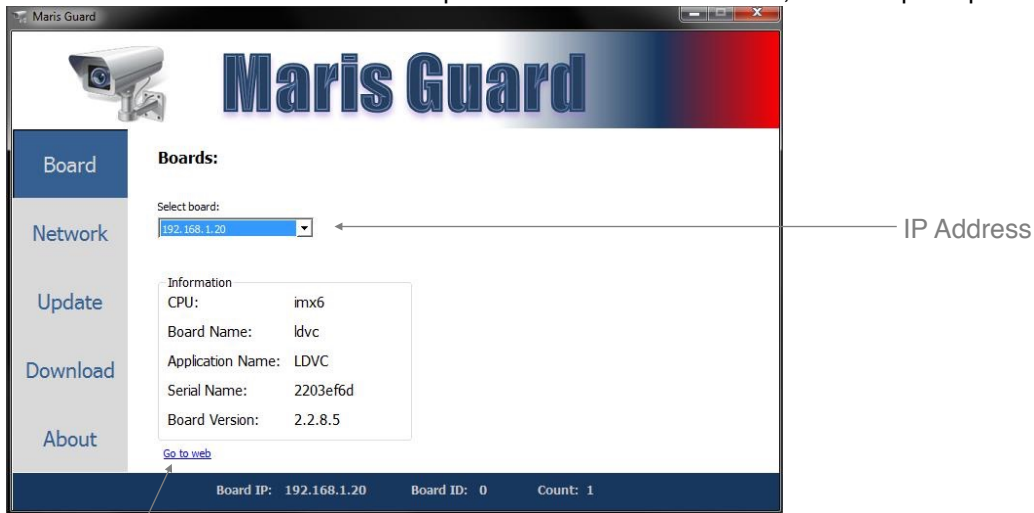 Maris Guard
Maris Guard
Board
Boards:
Select board:
192.168.1.20
IP Address
Network
Information
CPU: imx6
Update
Board Name: ldvc
Application Name: LDVC
Download
Serial Name: 2203ef6d
Board Version: 2.2.8.5
About
Go to web
Board IP: 192.168.1.20 Board ID: 0 Count: 1